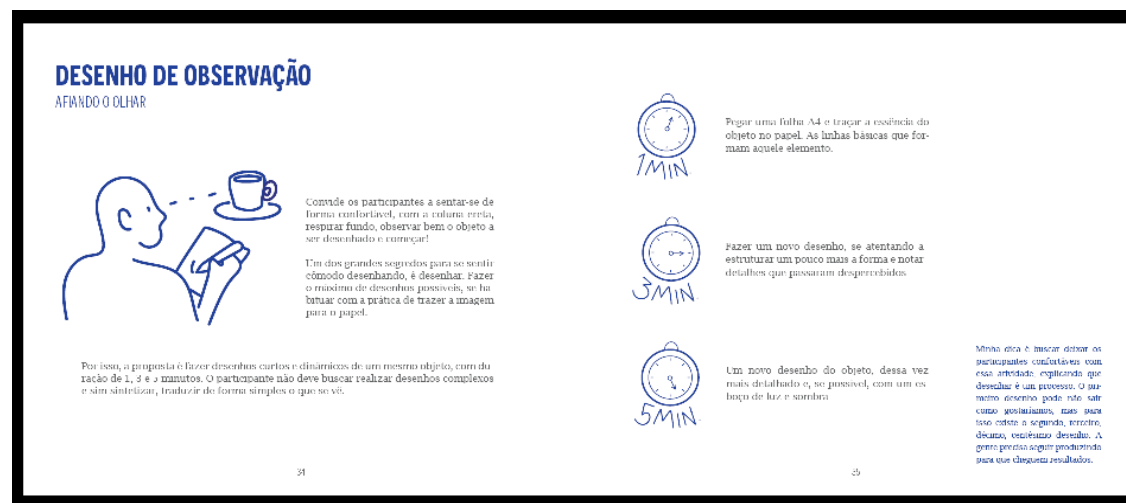 DESENHO DE OBSERVAÇÃO
AFIANDO O OLHAR
Convide os participantes a sentar-se de
forma confortável, com a coluna ereta,
respirar fundo, observar bem o objeto a
ser desenhado e começar!
Um dos grandes segredos para se sentir
cômodo desenhando, é desenhar. Fazer
o máximo de desenhos possíveis, se ha
bituar com a prática de trazer a imagem
para o papel.
Por isso, a proposta é fazer desenhos curtos e dinâmicos de um mesmo objeto, com du
ração de 1, 3 e 5 minutos. O participante não deve buscar realizar desenhos complexos
e sim sintetizar, traduzir de forma simples o que se vê.
34
1 MIN
Pegar uma folha A4 e traçar a essência do
objeto no papel. As linhas básicas que for-
mam aquele elemento.
3 MIN
Fazer um novo desenho, se atentando a
estruturar um pouco mais a forma e notar
detalhes que passaram despercebidos
5 MIN
Um novo desenho do objeto, dessa vez
mais detalhado e, se possível, com um es
boço de luz e sombra
Minha dica é buscar deixar os
participantes confortáveis com
essa atividade, explicando que
desenhar é um processo. O pri-
meiro desenho pode não sair
como gostaríamos, mas para
isso existe o segundo, terceiro,
décimo, centésimo desenho. A
gente precisa seguir produzindo
para que cheguem resultados.
35